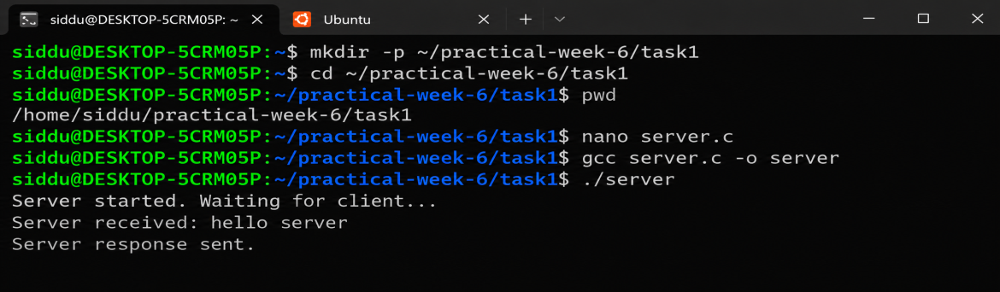 siddu@DESKTOP-5CRM05P: ~
Ubuntu
siddu@DESKTOP-5CRM05P:~$ mkdir -p ~/practical-week-6/task1
siddu@DESKTOP-5CRM05P:~$ cd ~/practical-week-6/task1
siddu@DESKTOP-5CRM05P:~/practical-week-6/task1$ pwd
/home/siddu/practical-week-6/task1
siddu@DESKTOP-5CRM05P:~/practical-week-6/task1$ nano server.c
siddu@DESKTOP-5CRM05P:~/practical-week-6/task1$ gcc server.c -o server
siddu@DESKTOP-5CRM05P:~/practical-week-6/task1$ ./server
Server started. Waiting for client...
Server received: hello server
Server response sent.